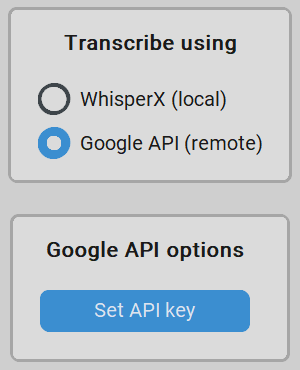 Transcribe using
WhisperX (local)
Google API (remote)
Google API options
Set API key